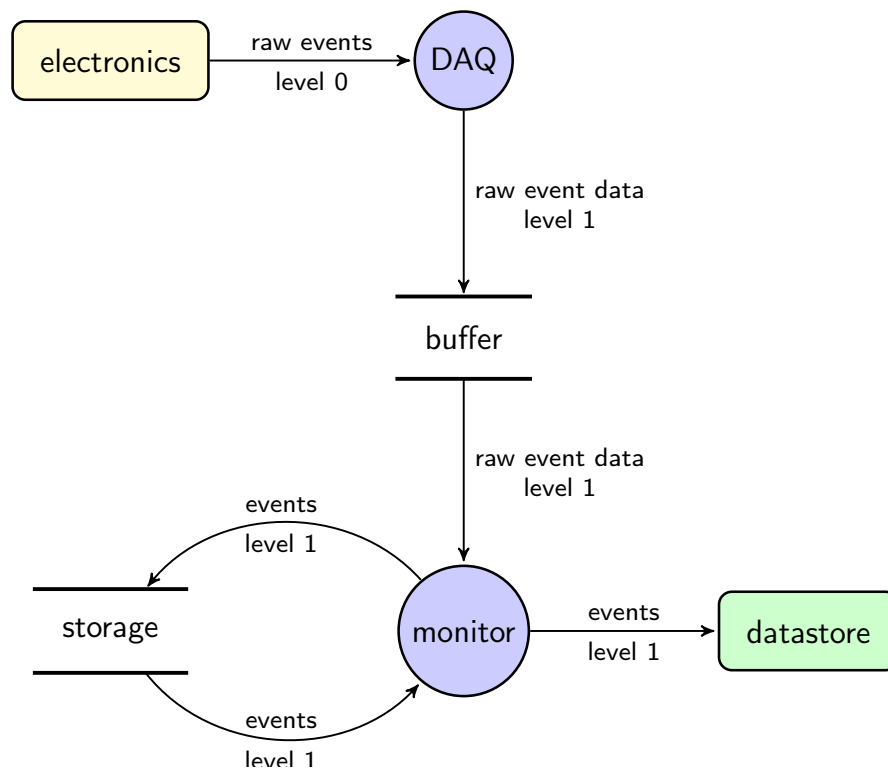 electronics
raw events
level 0
DAQ
raw event data
level 1
buffer
raw event data
level 1
events
level 1
storage
monitor
events
level 1
datastore
events
level 1